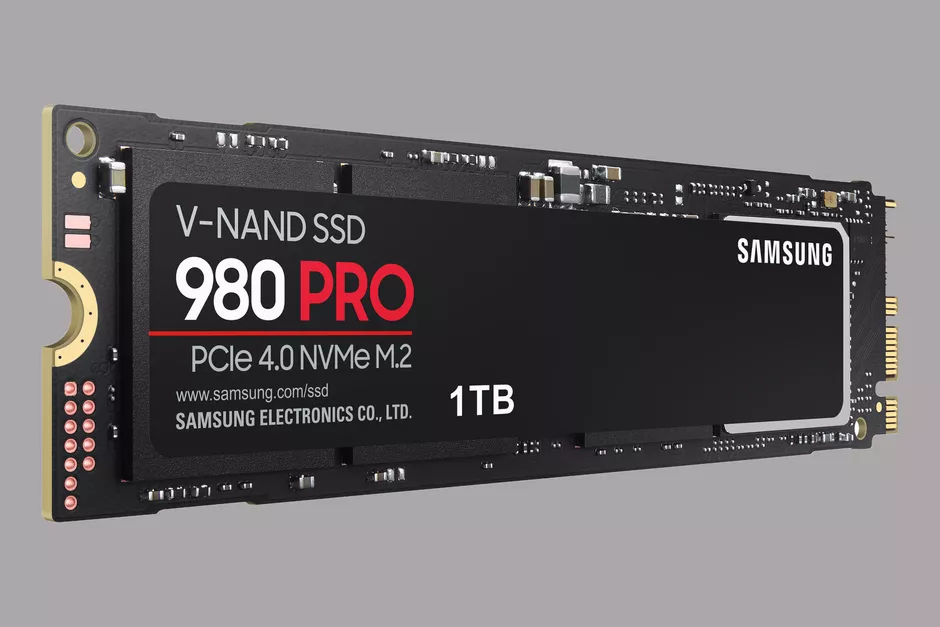 V-NAND SSD
980 PRO
PCIe 4.0 NVMe M.2
www.samsung.com/ssd
SAMSUNG ELECTRONICS CO., LTD.
1TB
SAMSUNG